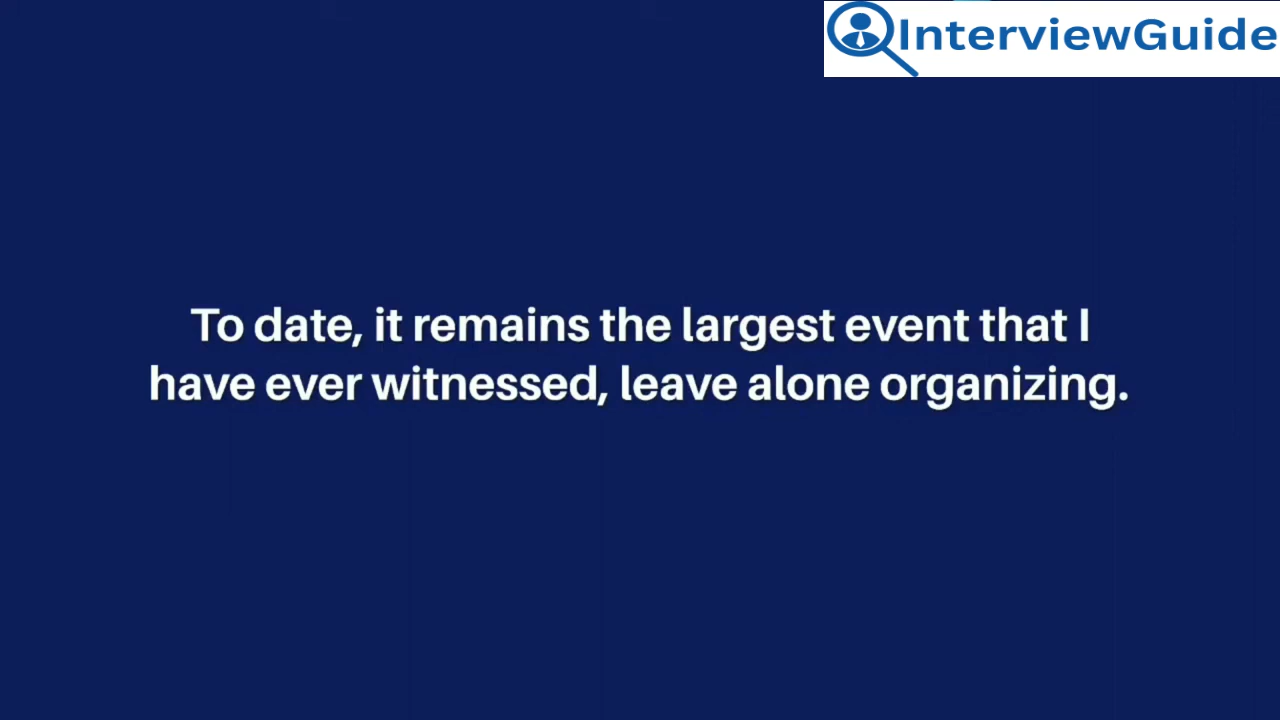 InterviewGuide
To date, it remains the largest event that I
have ever witnessed, leave alone organizing.